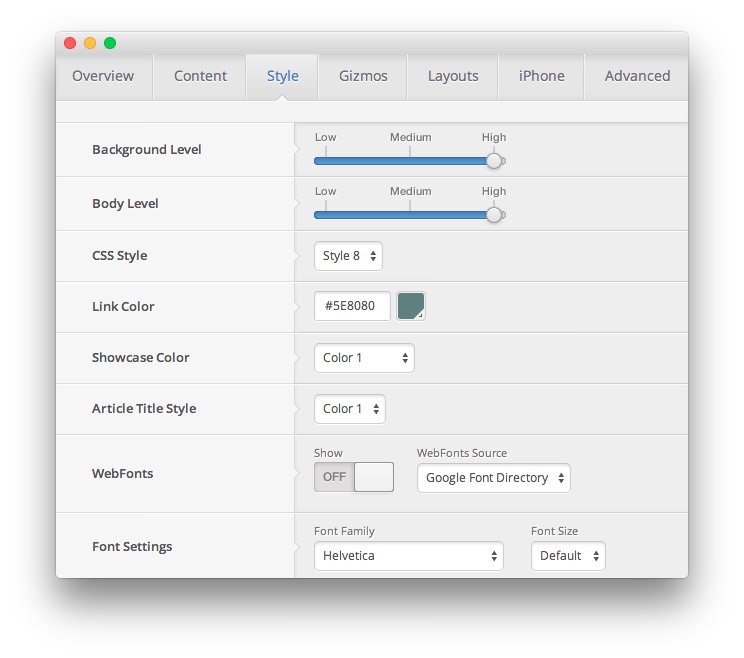 Overview Content Style Gizmos Layouts iPhone Advanced
Background Level
Low Medium High
Body Level
Low Medium High
CSS Style Style 8
Link Color #5E8080
Showcase Color Color 1
Article Title Style Color 1
WebFonts
Show WebFonts Source
OFF Google Font Directory
Font Settings
Font Family Font Size
Helvetica Default